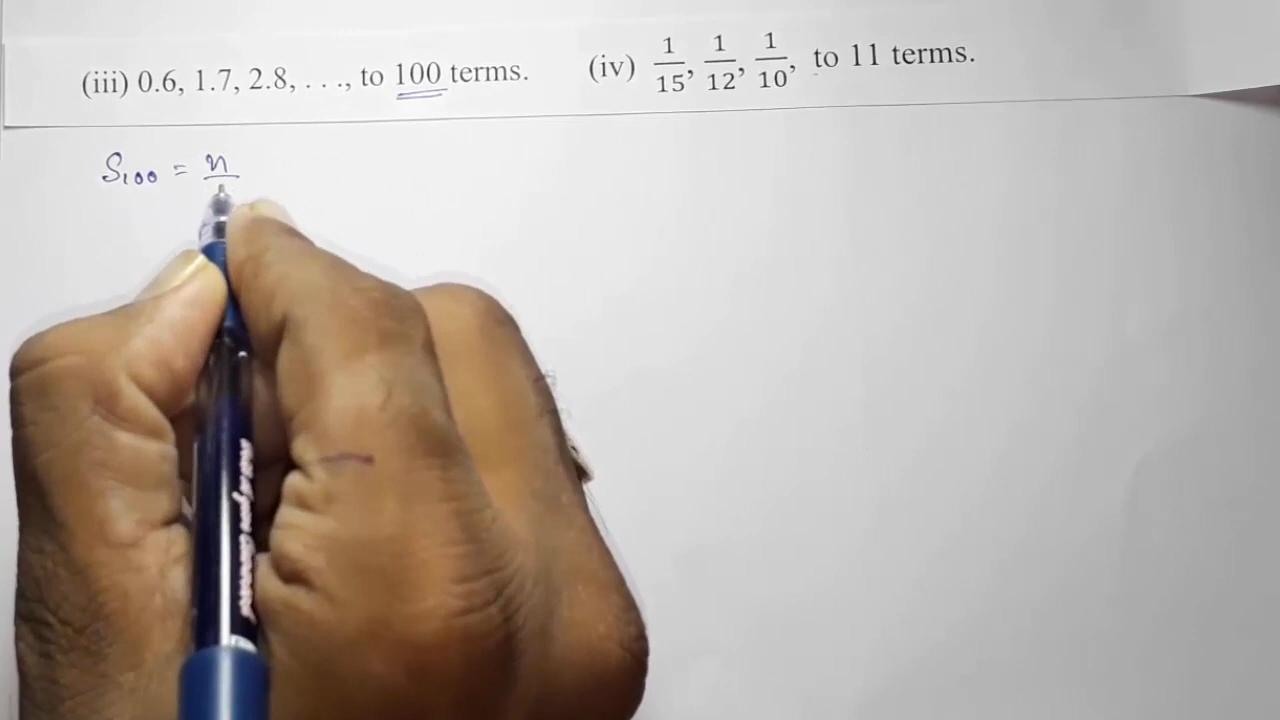 (iii) 0.6, 1.7, 2.8, . . ., to 100 terms. (iv) 1/15, 1/12, 1/10, to 11 terms.
S₁₀₀ = n/